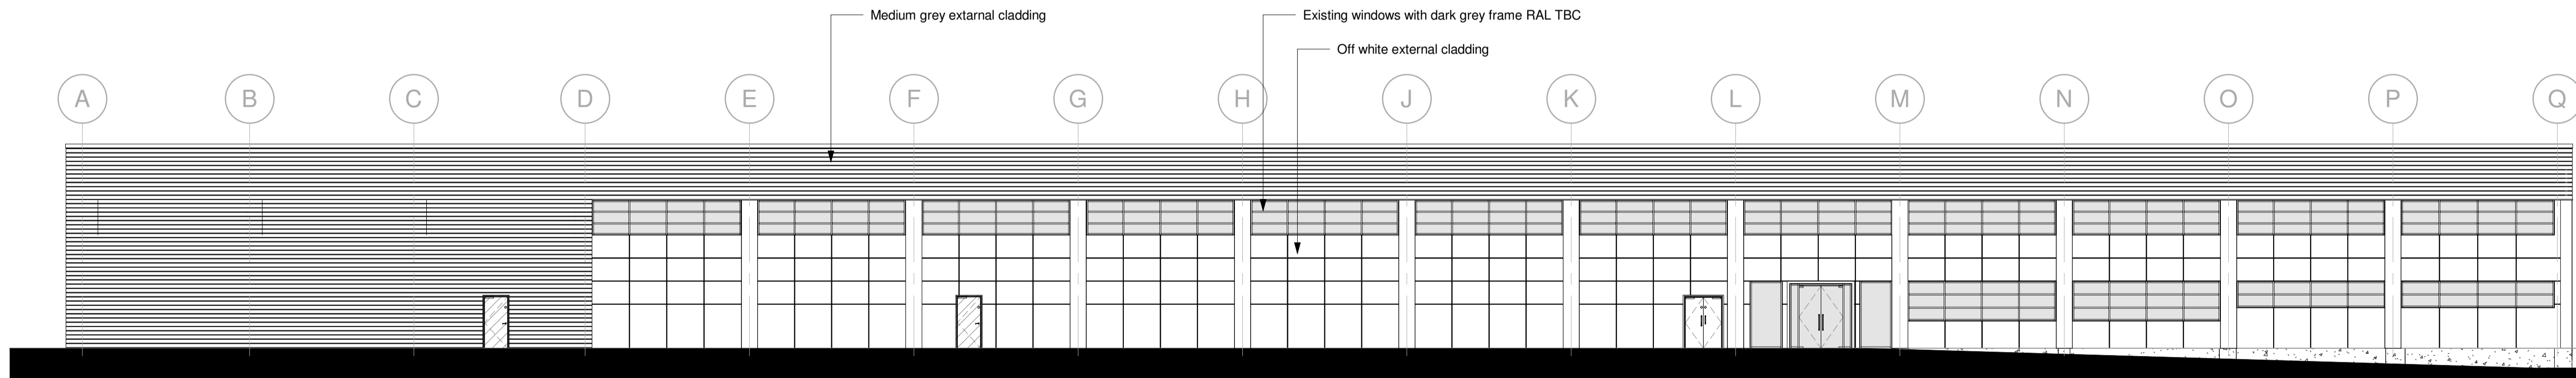 Medium grey extarnal cladding
Existing windows with dark grey frame RAL TBC
Off white external cladding
A B C D E F G H J K L M N O P Q